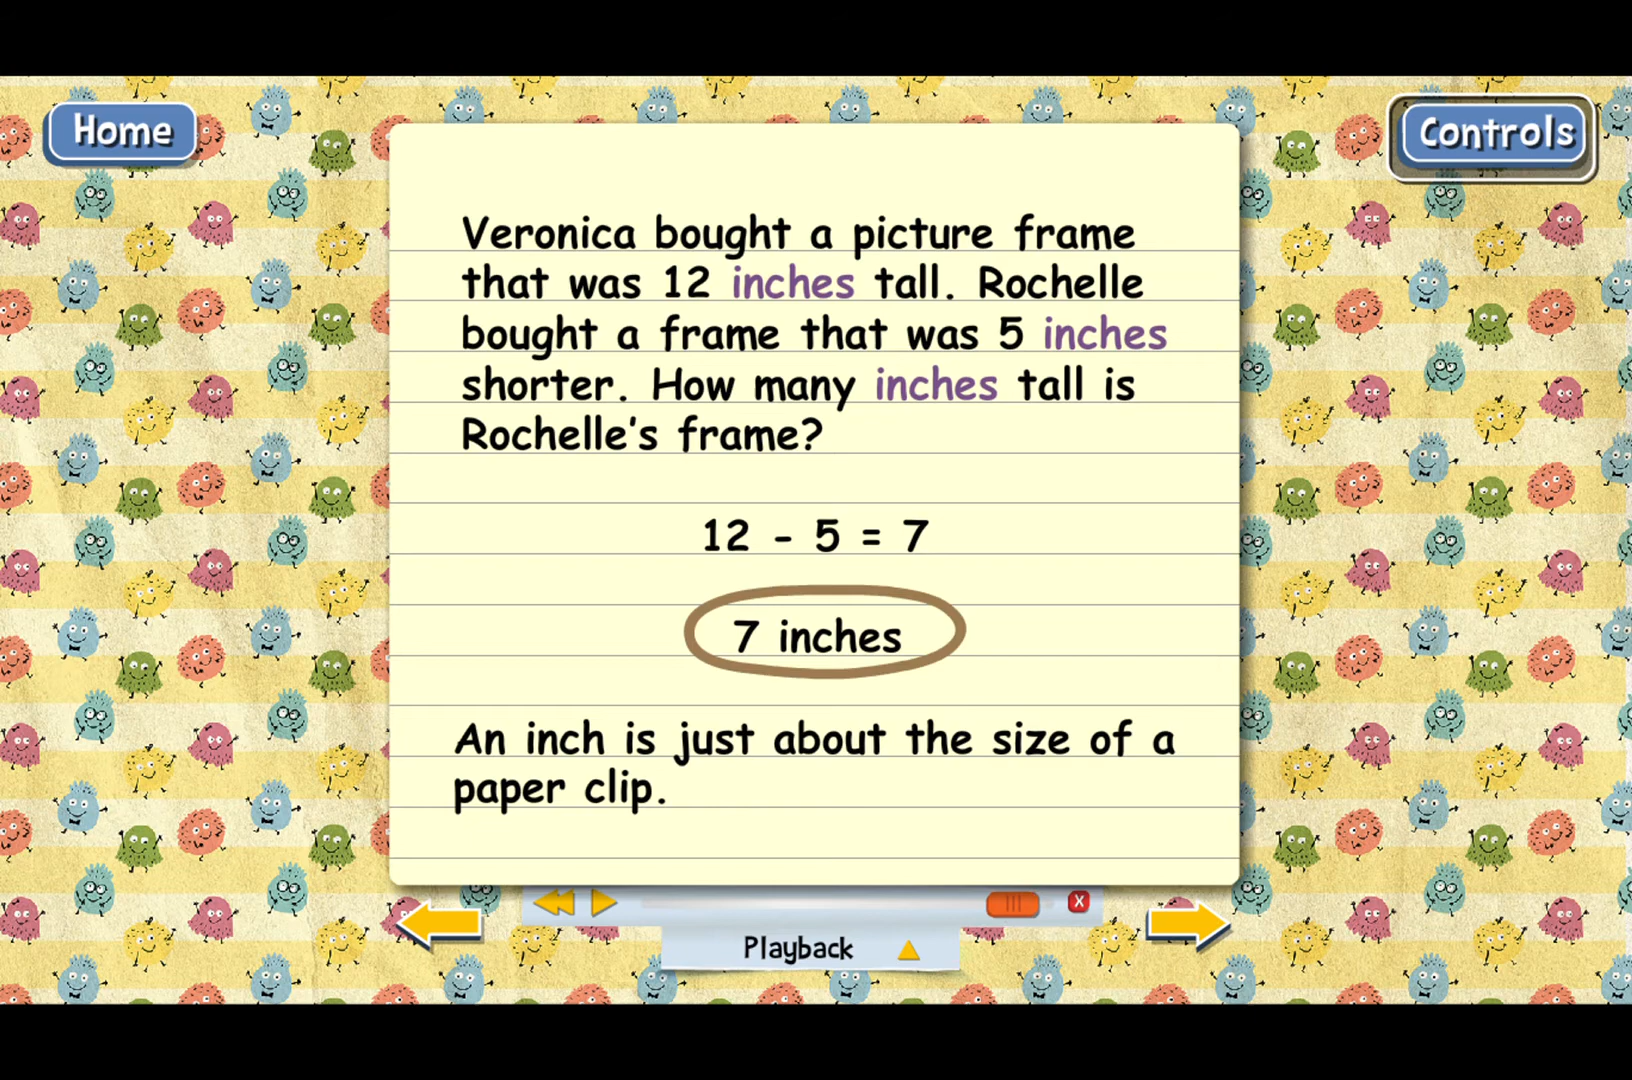 Home
Controls
Veronica bought a picture frame
that was 12 inches tall. Rochelle
bought a frame that was 5 inches
shorter. How many inches tall is
Rochelle's frame?
12 - 5 = 7
7 inches
An inch is just about the size of a
paper clip.
X
Playback